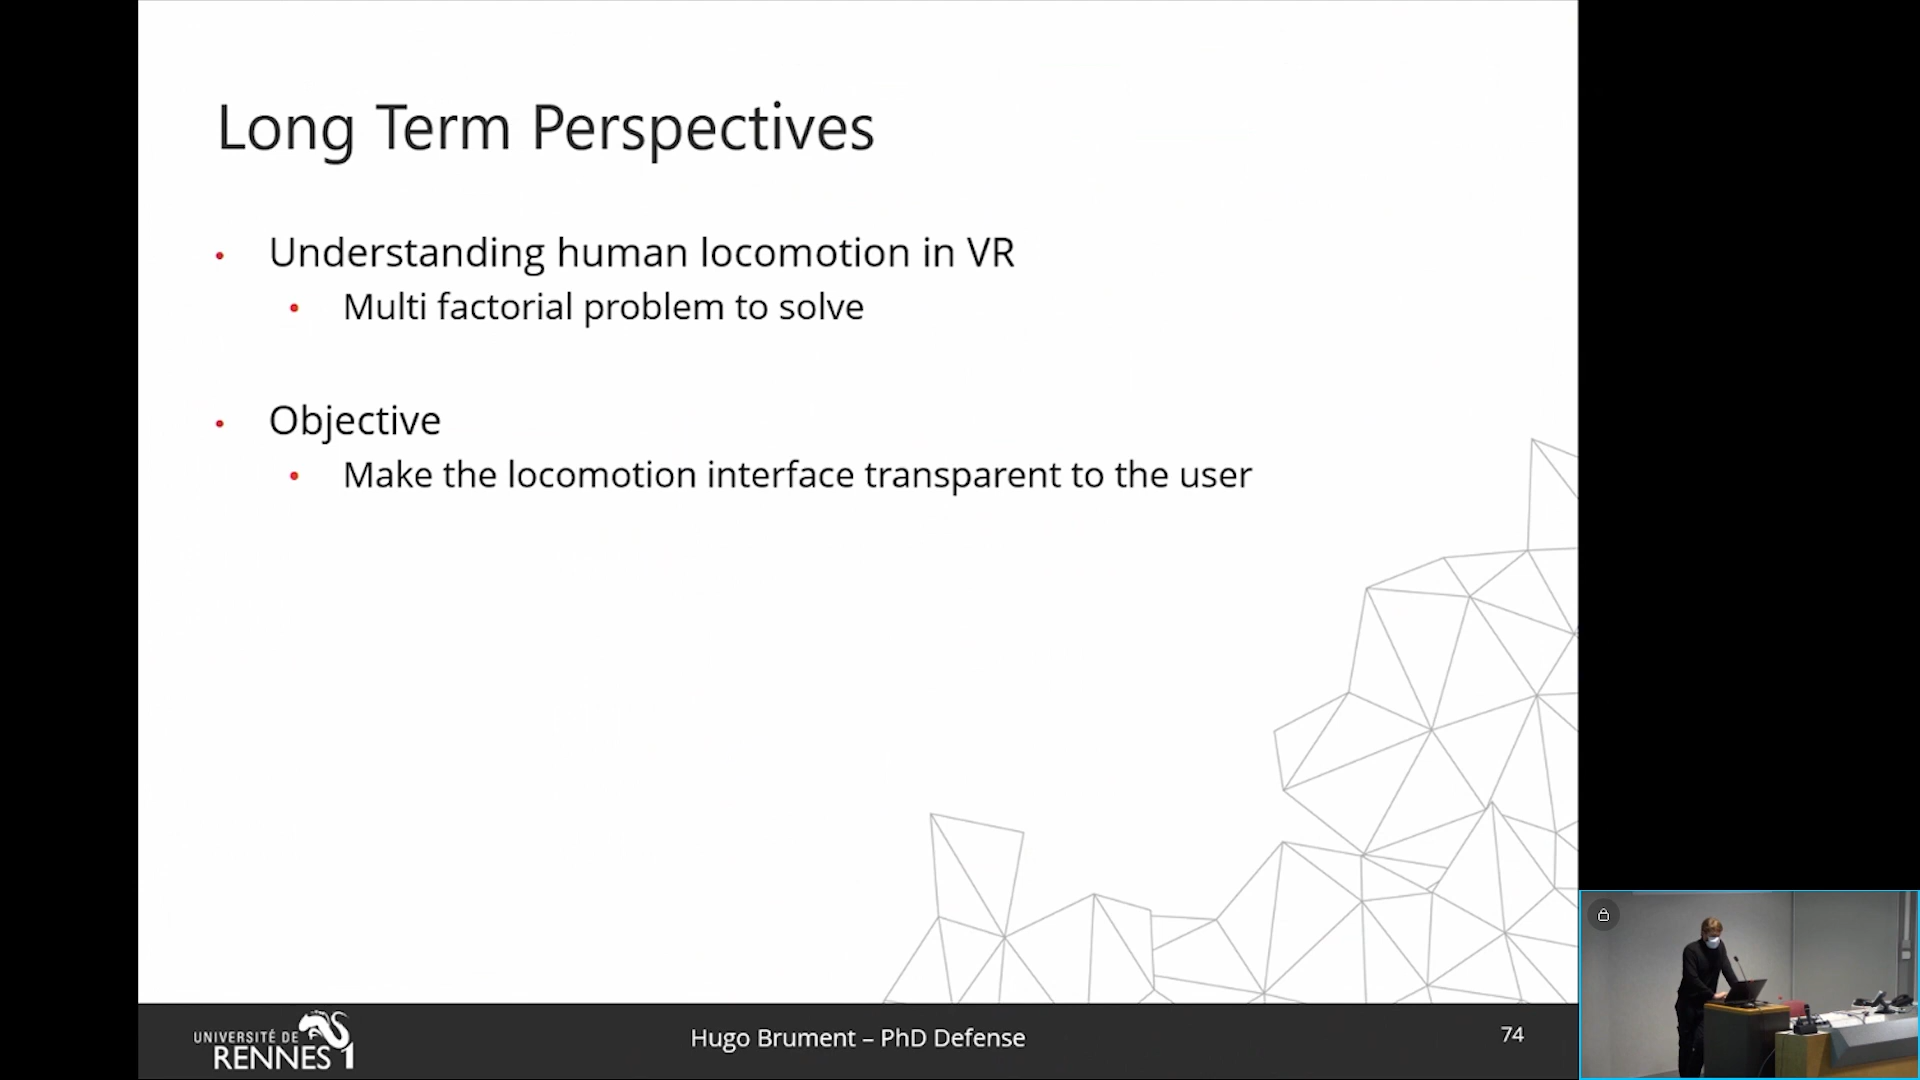 Long Term Perspectives
• Understanding human locomotion in VR
• Multi factorial problem to solve
• Objective
• Make the locomotion interface transparent to the user
UNIVERSITÉ DE
RENNES 1
Hugo Brument – PhD Defense
74